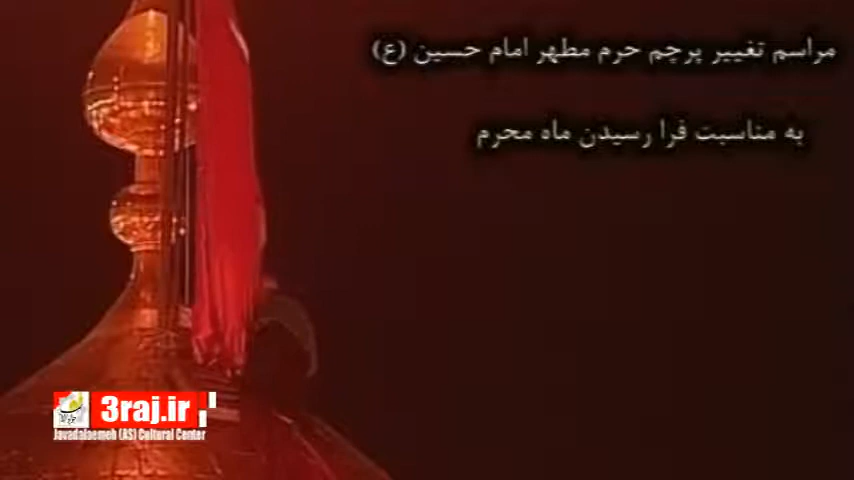 مراسم تغییر پرچم حرم مطهر امام حسین (ع)
به مناسبت فرا رسیدن ماه محرم
3raj.ir
Javadalaemeh (AS) Cultural Center